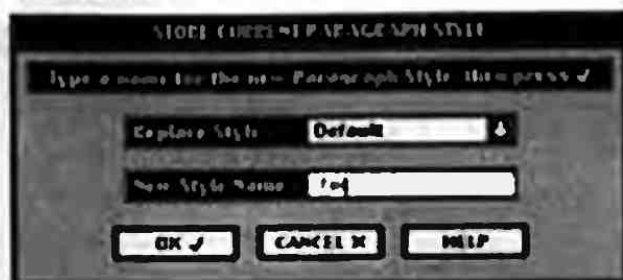 STORE CURRENT PARAGRAPH STYLE
Type a name for the new Paragraph Style, then press ✓
Replace Style Default
New Style Name
OK ✓ CANCEL X HELP